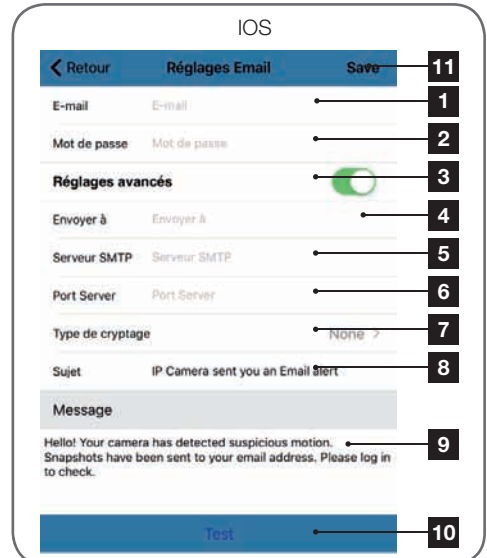 IOS
Retour Réglages Email Save 11
E-mail E-mail 1
Mot de passe Mot de passe 2
Réglages avancés 3
Envoyer à Envoyer à 4
Serveur SMTP Serveur SMTP 5
Port Server Port Server 6
Type de cryptage None > 7
Sujet IP Camera sent you an Email alert 8
Message
Hello! Your camera has detected suspicious motion. 9
Snapshots have been sent to your email address. Please log in
to check.
Test 10